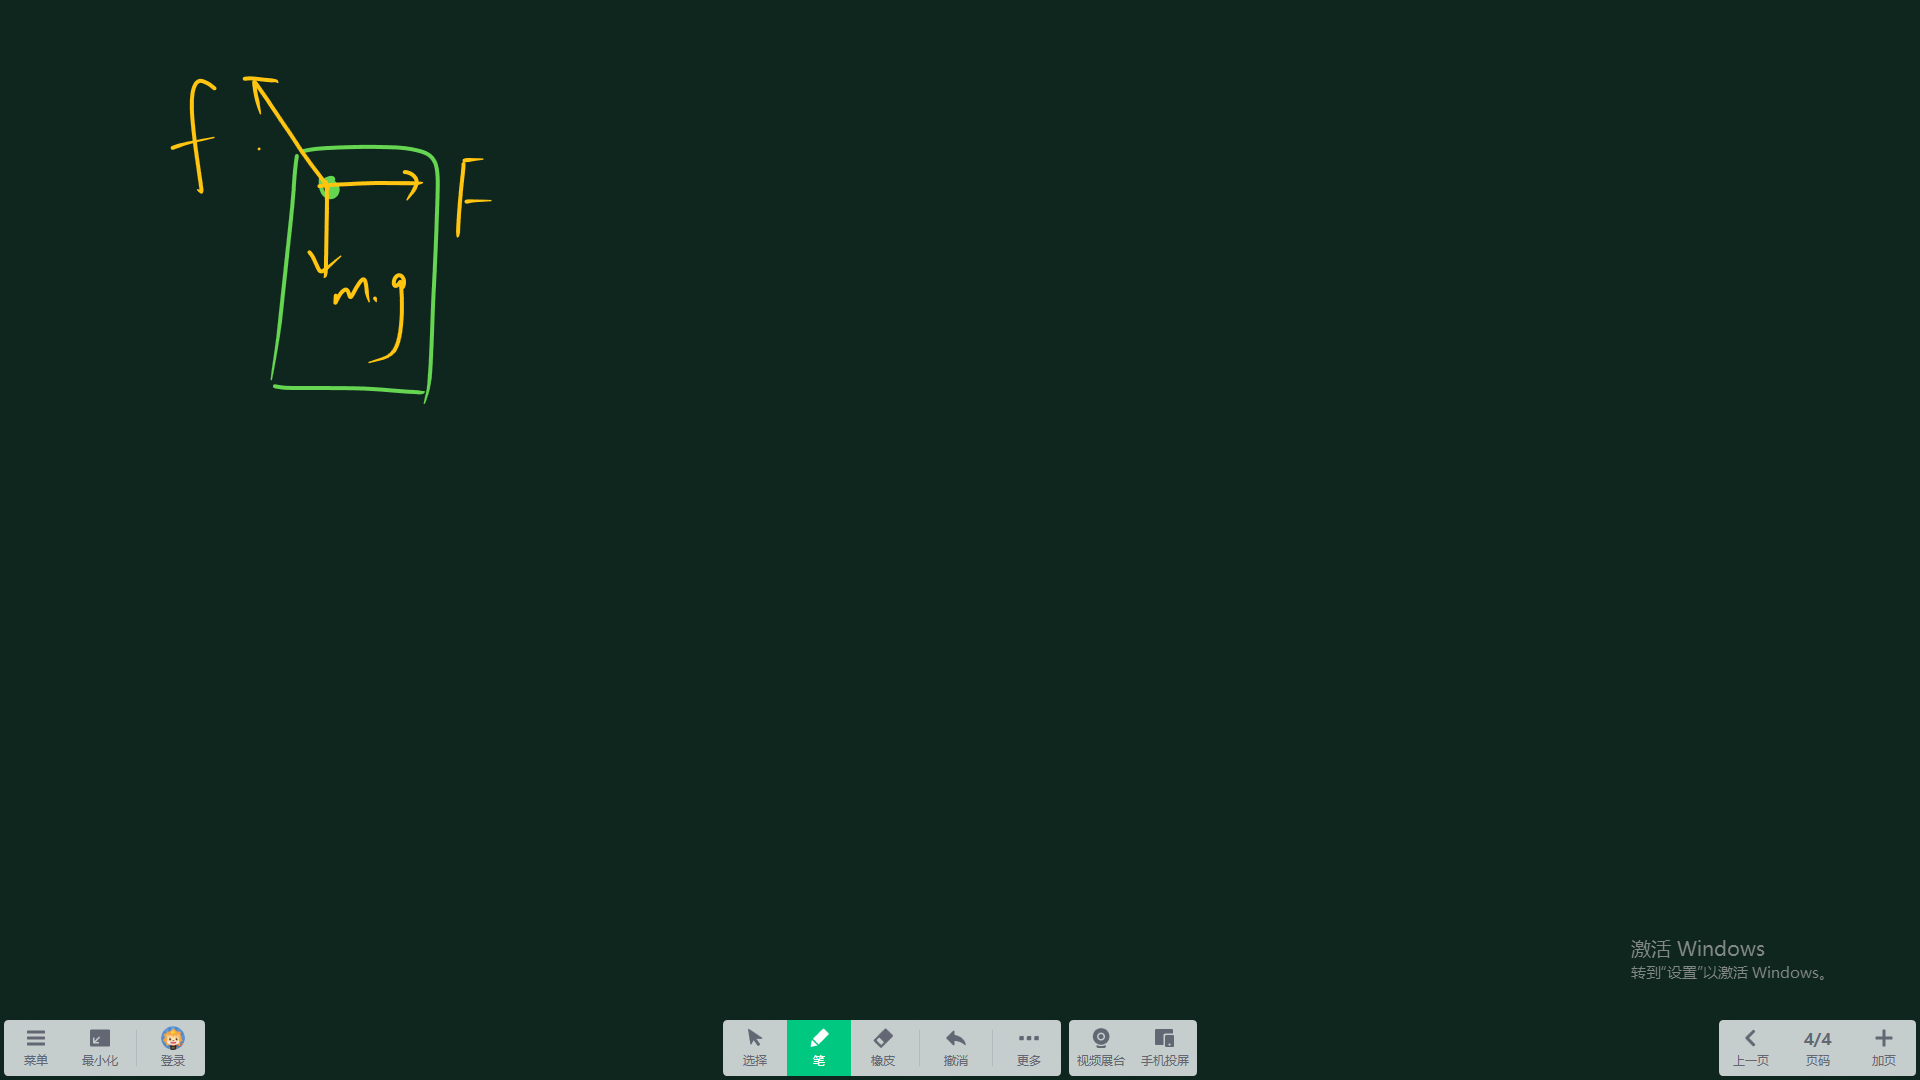 f
F
m.g
激活 Windows
转到“设置”以激活 Windows。
菜单 最小化 登录 选择 笔 橡皮 撤消 更多 视频展台 手机投屏 上一页 4/4 页码 加页